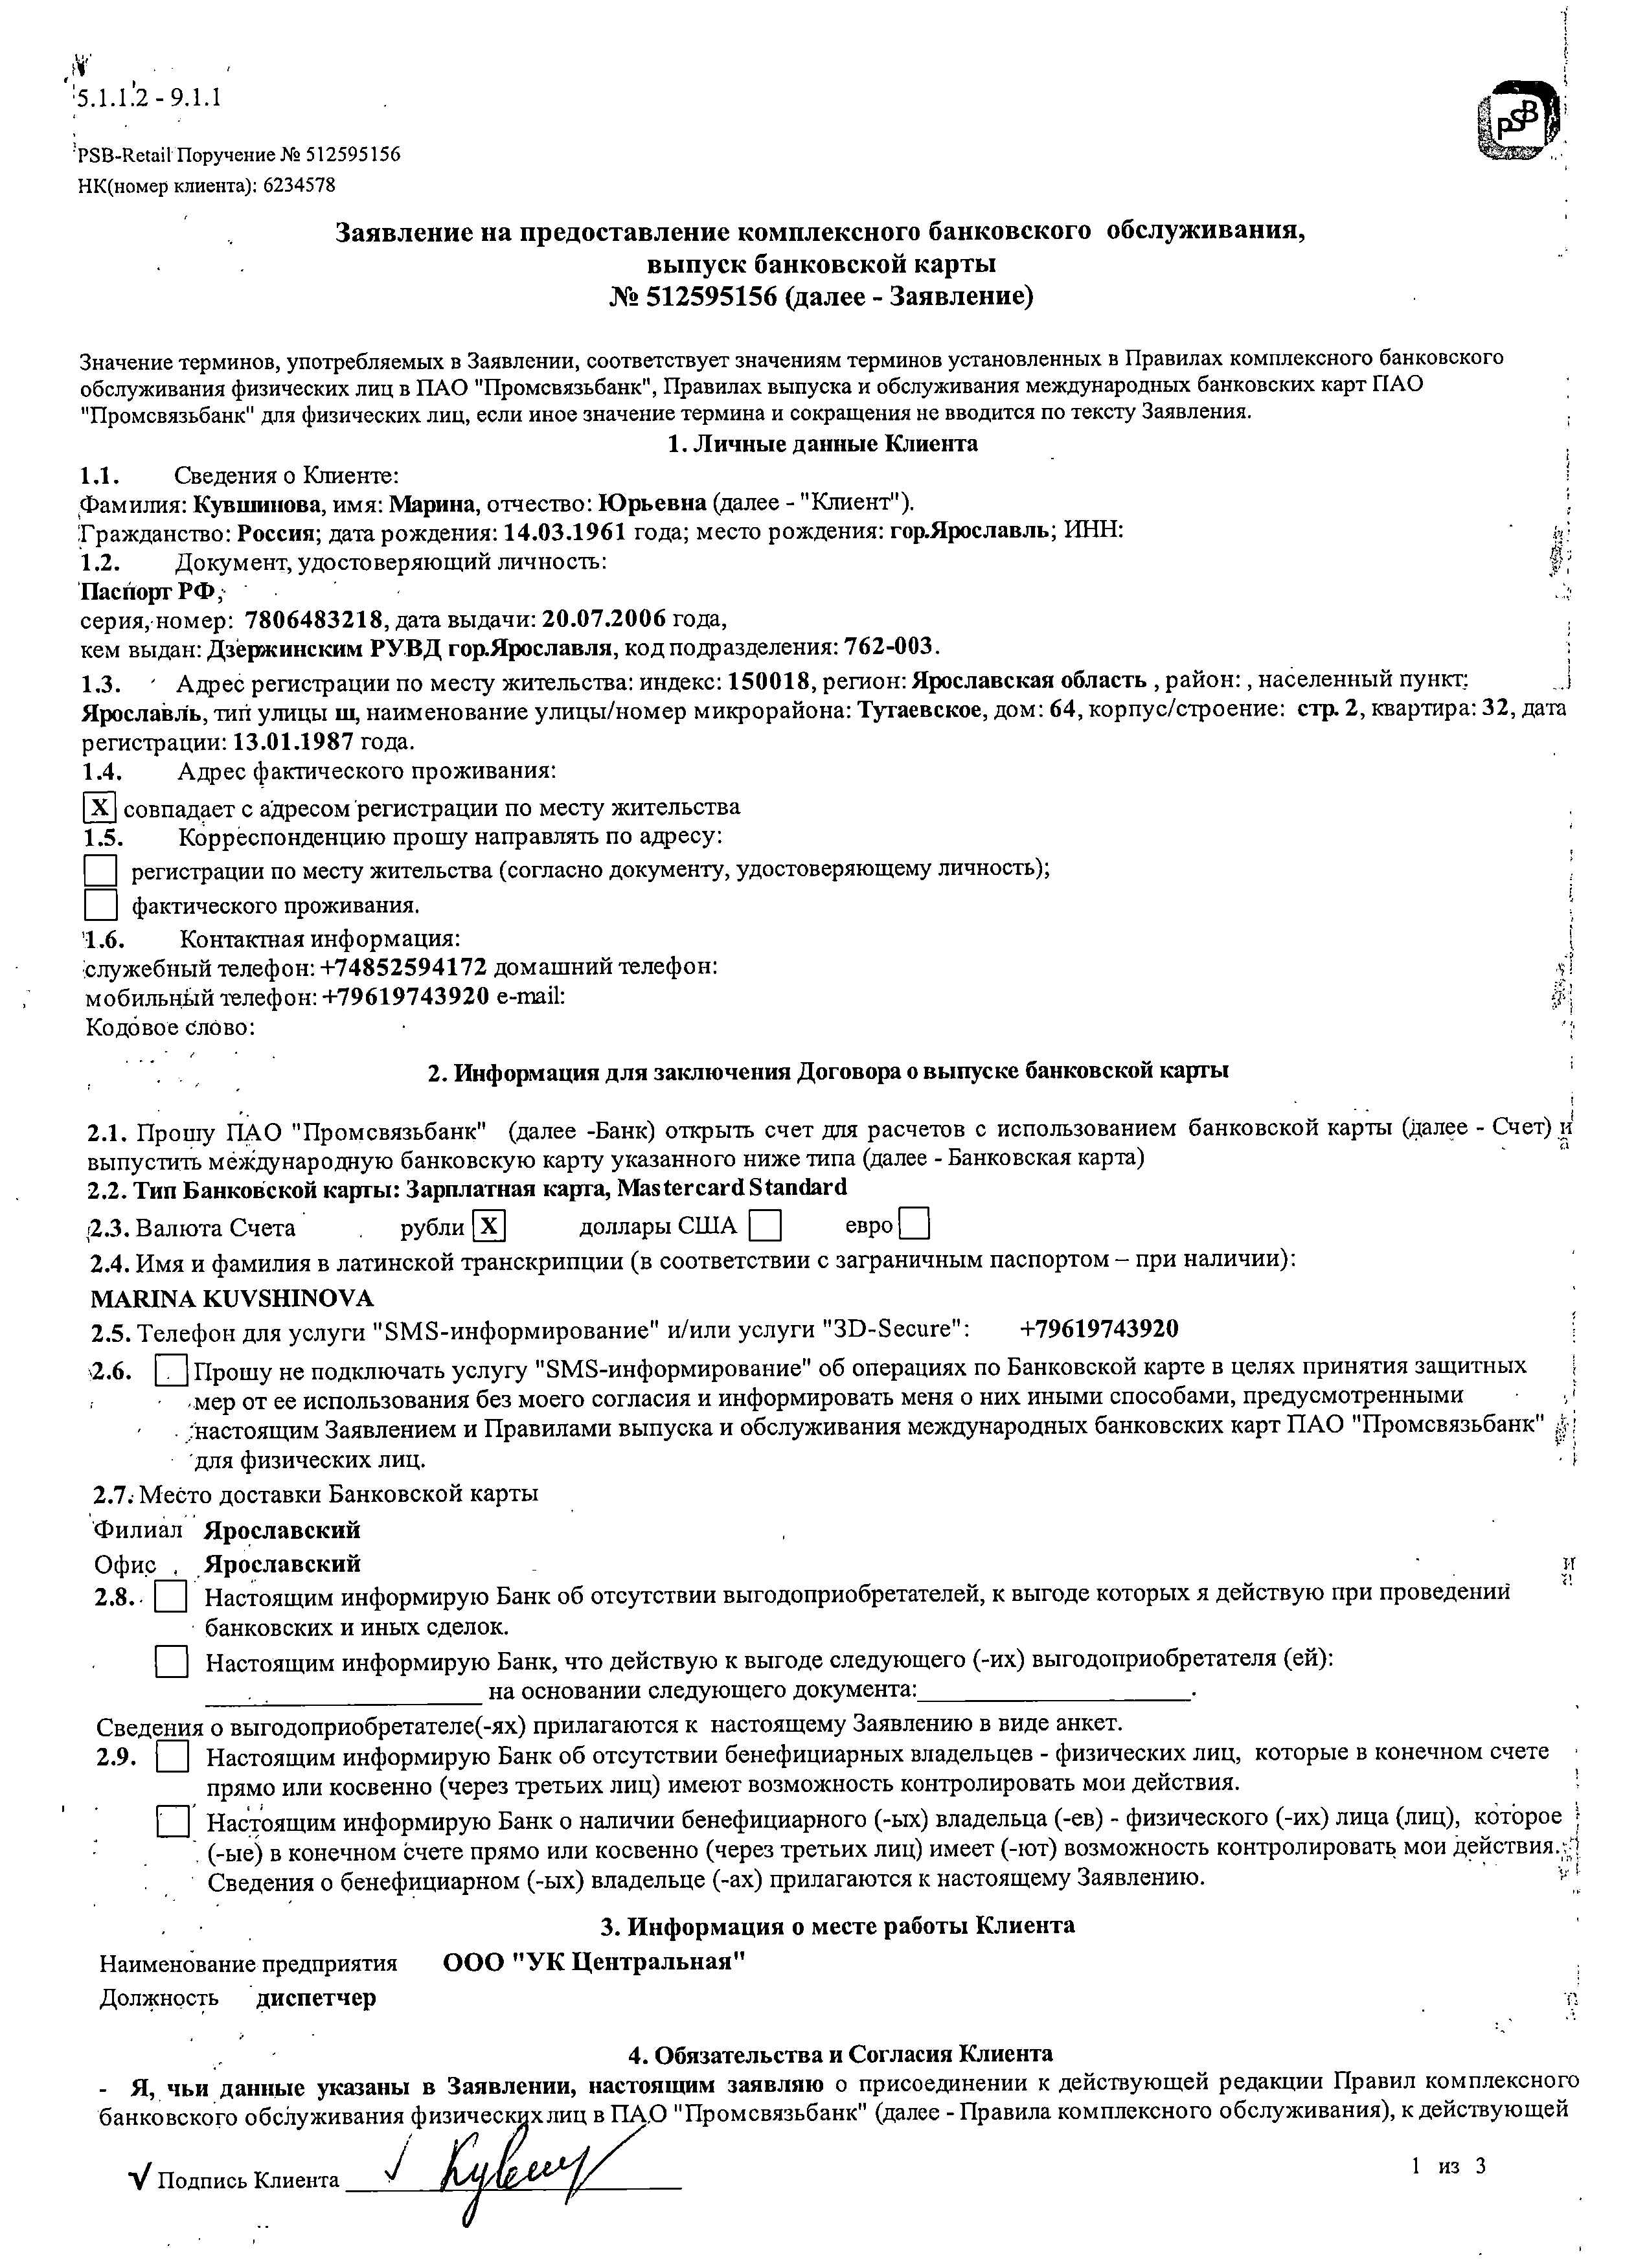 5.1.1.2 - 9.1.1
PSB
PSB-Retail Поручение № 512595156
НК(номер клиента): 6234578
Заявление на предоставление комплексного банковского обслуживания,
выпуск банковской карты
№ 512595156 (далее - Заявление)
Значение терминов, употребляемых в Заявлении, соответствует значениям терминов установленных в Правилах комплексного банковского
обслуживания физических лиц в ПАО "Промсвязьбанк", Правилах выпуска и обслуживания международных банковских карт ПАО
"Промсвязьбанк" для физических лиц, если иное значение термина и сокращения не вводится по тексту Заявления.
1. Личные данные Клиента
1.1. Сведения о Клиенте:
Фамилия: Кувшинова, имя: Марина, отчество: Юрьевна (далее - "Клиент").
Гражданство: Россия; дата рождения: 14.03.1961 года; место рождения: гор.Ярославль; ИНН:
1.2. Документ, удостоверяющий личность:
Паспорт РФ,
серия, номер: 7806483218, дата выдачи: 20.07.2006 года,
кем выдан: Дзержинским РУВД гор.Ярославля, код подразделения: 762-003.
1.3. Адрес регистрации по месту жительства: индекс: 150018, регион: Ярославская область , район: , населенный пункт:
Ярославль, тип улицы ш, наименование улицы/номер микрорайона: Тутаевское, дом: 64, корпус/строение: стр. 2, квартира: 32, дата
регистрации: 13.01.1987 года.
1.4. Адрес фактического проживания:
X совпадает с адресом регистрации по месту жительства
1.5. Корреспонденцию прошу направлять по адресу:
регистрации по месту жительства (согласно документу, удостоверяющему личность);
фактического проживания.
1.6. Контактная информация:
служебный телефон: +74852594172 домашний телефон:
мобильный телефон: +79619743920 e-mail:
Кодовое слово:
2. Информация для заключения Договора о выпуске банковской карты
2.1. Прошу ПАО "Промсвязьбанк" (далее -Банк) открыть счет для расчетов с использованием банковской карты (далее - Счет) и
выпустить международную банковскую карту указанного ниже типа (далее - Банковская карта)
2.2. Тип Банковской карты: Зарплатная карта, Mastercard Standard
2.3. Валюта Счета рубли X доллары США евро
2.4. Имя и фамилия в латинской транскрипции (в соответствии с заграничным паспортом – при наличии):
MARINA KUVSHINOVA
2.5. Телефон для услуги "SMS-информирование" и/или услуги "3D-Secure": +79619743920
2.6. Прошу не подключать услугу "SMS-информирование" об операциях по Банковской карте в целях принятия защитных
мер от ее использования без моего согласия и информировать меня о них иными способами, предусмотренными
настоящим Заявлением и Правилами выпуска и обслуживания международных банковских карт ПАО "Промсвязьбанк"
для физических лиц.
2.7. Место доставки Банковской карты
Филиал Ярославский
Офис Ярославский
2.8. Настоящим информирую Банк об отсутствии выгодоприобретателей, к выгоде которых я действую при проведении
банковских и иных сделок.
Настоящим информирую Банк, что действую к выгоде следующего (-их) выгодоприобретателя (ей):
на основании следующего документа: .
Сведения о выгодоприобретателе(-ях) прилагаются к настоящему Заявлению в виде анкет.
2.9. Настоящим информирую Банк об отсутствии бенефициарных владельцев - физических лиц, которые в конечном счете
прямо или косвенно (через третьих лиц) имеют возможность контролировать мои действия.
Настоящим информирую Банк о наличии бенефициарного (-ых) владельца (-ев) - физического (-их) лица (лиц), которое
(-ые) в конечном счете прямо или косвенно (через третьих лиц) имеет (-ют) возможность контролировать мои действия.
Сведения о бенефициарном (-ых) владельце (-ах) прилагаются к настоящему Заявлению.
3. Информация о месте работы Клиента
Наименование предприятия ООО "УК Центральная"
Должность диспетчер
4. Обязательства и Согласия Клиента
- Я, чьи данные указаны в Заявлении, настоящим заявляю о присоединении к действующей редакции Правил комплексного
банковского обслуживания физических лиц в ПАО "Промсвязьбанк" (далее - Правила комплексного обслуживания), к действующей
√ Подпись Клиента
1 из 3